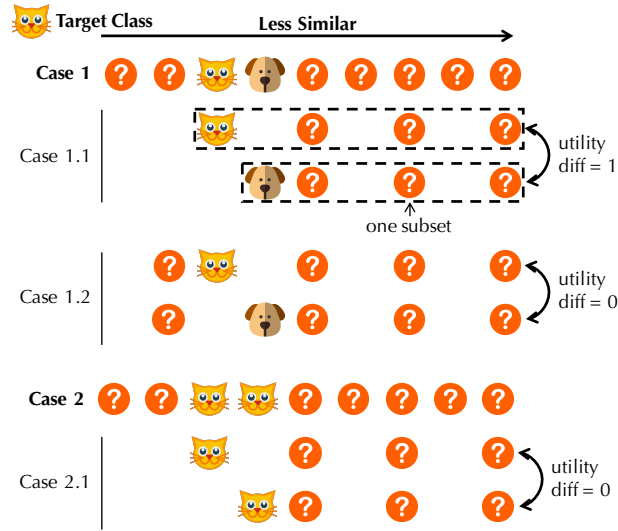 Target Class
Less Similar
Case 1
? ? ? ? ? ? ?
Case 1.1
? ? ?
? ? ?
utility
diff = 1
one subset
Case 1.2
? ? ? ?
? ? ? ?
utility
diff = 0
Case 2
? ? ? ? ? ? ?
Case 2.1
? ? ?
? ? ?
utility
diff = 0